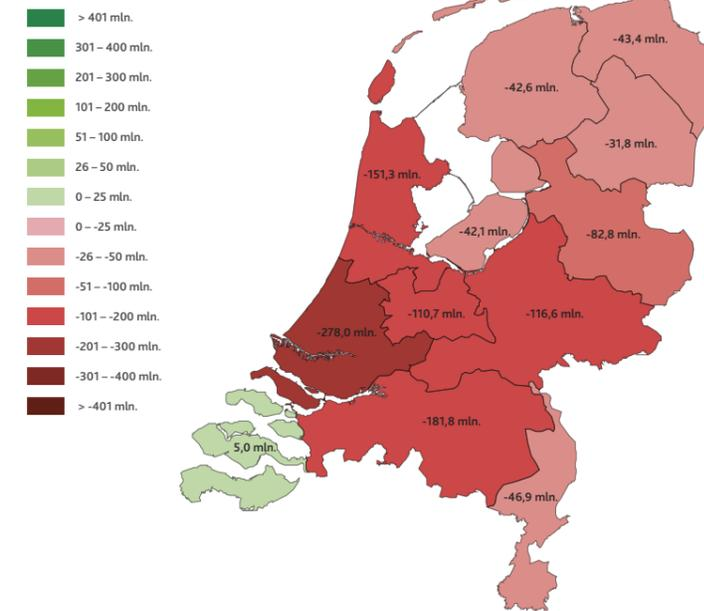 > 401 mln.
301 – 400 mln.
201 – 300 mln.
101 – 200 mln.
51 – 100 mln.
26 – 50 mln.
0 – 25 mln.
0 – -25 mln.
-26 – -50 mln.
-51 – -100 mln.
-101 – -200 mln.
-201 – -300 mln.
-301 – -400 mln.
> -401 mln.
-43,4 mln.
-42,6 mln.
-31,8 mln.
-151,3 mln.
-42,1 mln.
-82,8 mln.
-110,7 mln.
-116,6 mln.
-278,0 mln.
-181,8 mln.
5,0 mln.
-46,9 mln.